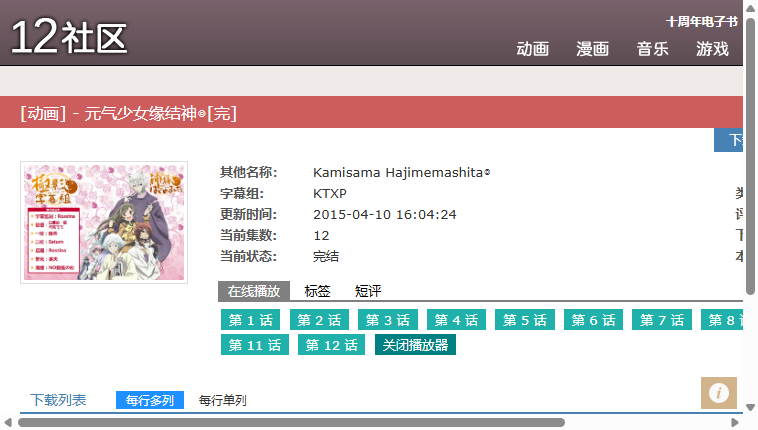 12社区
十周年电子书
动画 漫画 音乐 游戏
[动画] - 元气少女缘结神◎[完]
其他名称: Kamisama Hajimemashita◎
字幕组: KTXP
更新时间: 2015-04-10 16:04:24
当前集数: 12
当前状态: 完结
在线播放 标签 短评
第 1 话 第 2 话 第 3 话 第 4 话 第 5 话 第 6 话 第 7 话 第 8
第 11 话 第 12 话 关闭播放器
下载列表 每行多列 每行单列